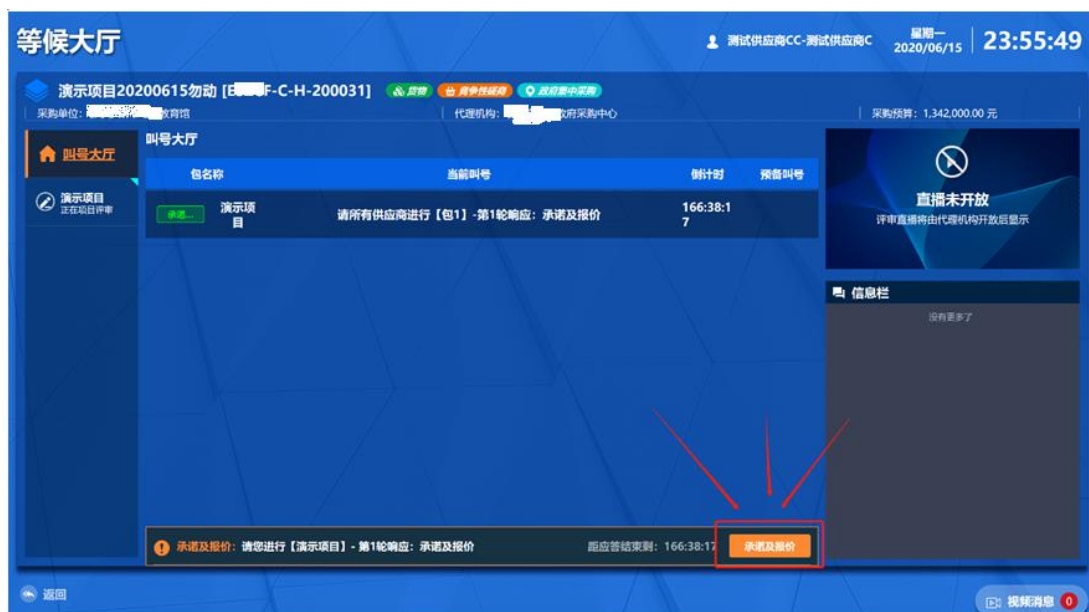 等候大厅
测试供应商CC-测试供应商C
星期一
2020/06/15
23:55:49
演示项目20200615勿动 [E F-C-H-200031] 货物 竞争性磋商 政府集中采购
采购单位: 教育馆
代理机构: 政府采购中心
采购预算: 1,342,000.00 元
叫号大厅
演示项目
正在项目评审
叫号大厅
包名称 当前叫号 倒计时 预备叫号
承诺... 演示项目 请所有供应商进行【包1】-第1轮响应: 承诺及报价 166:38:17
直播未开放
评审直播将由代理机构开放后显示
信息栏
没有更多了
承诺及报价: 请您进行【演示项目】- 第1轮响应: 承诺及报价 距应答结束剩: 166:38:17 承诺及报价
返回
视频消息 0